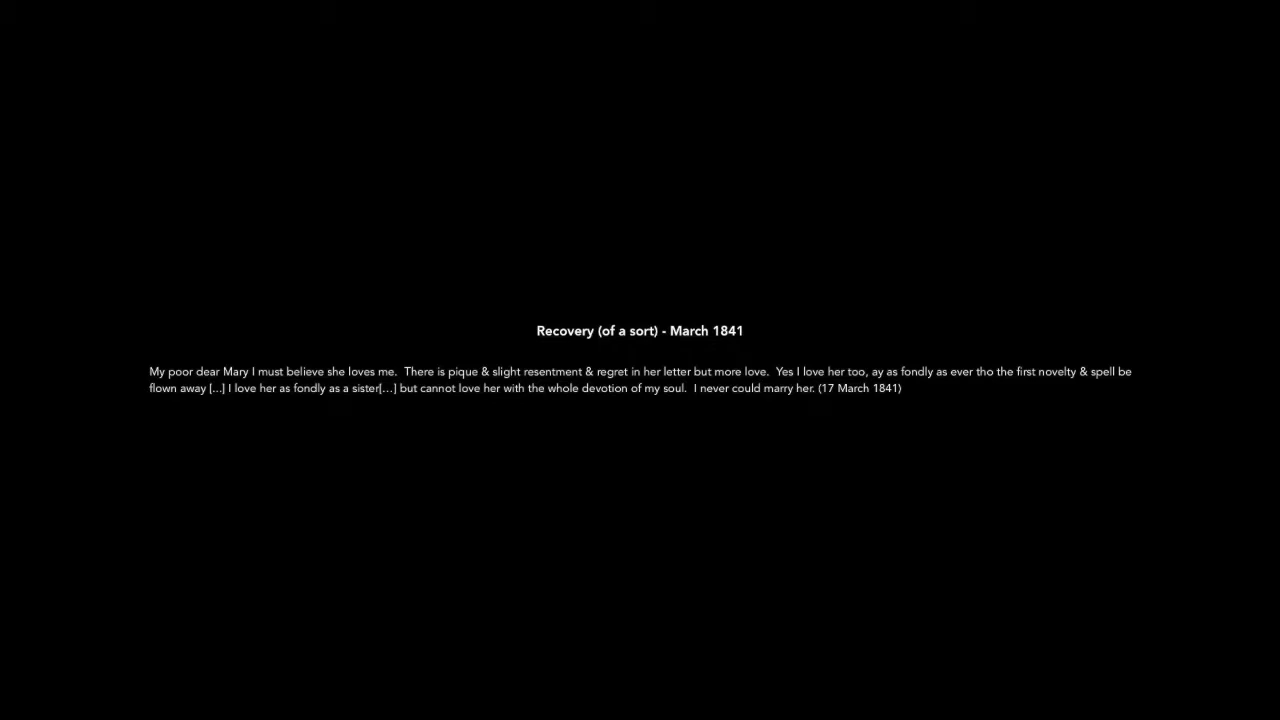 Recovery (of a sort) - March 1841
My poor dear Mary I must believe she loves me.  There is pique & slight resentment & regret in her letter but more love.  Yes I love her too, ay as fondly as ever tho the first novelty & spell be
flown away [...] I love her as fondly as a sister[...] but cannot love her with the whole devotion of my soul.  I never could marry her. (17 March 1841)